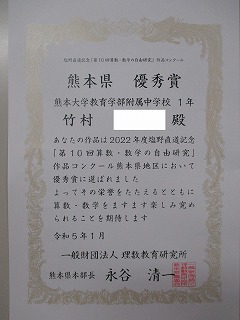 塩野直道記念「第10回算数・数学の自由研究」作品コンクール
熊本県 優秀賞
熊本大学教育学部附属中学校 1年
竹村 殿
あなたの作品は2022年度塩野直道記念
「第10回算数・数学の自由研究」
作品コンクール熊本県地区において
優秀賞に選ばれました
よってその栄誉をたたえるとともに
算数・数学をますます楽しみ究め
られることを期待します
令和5年1月
一般財団法人 理数教育研究所
熊本県本部長 永谷 清一